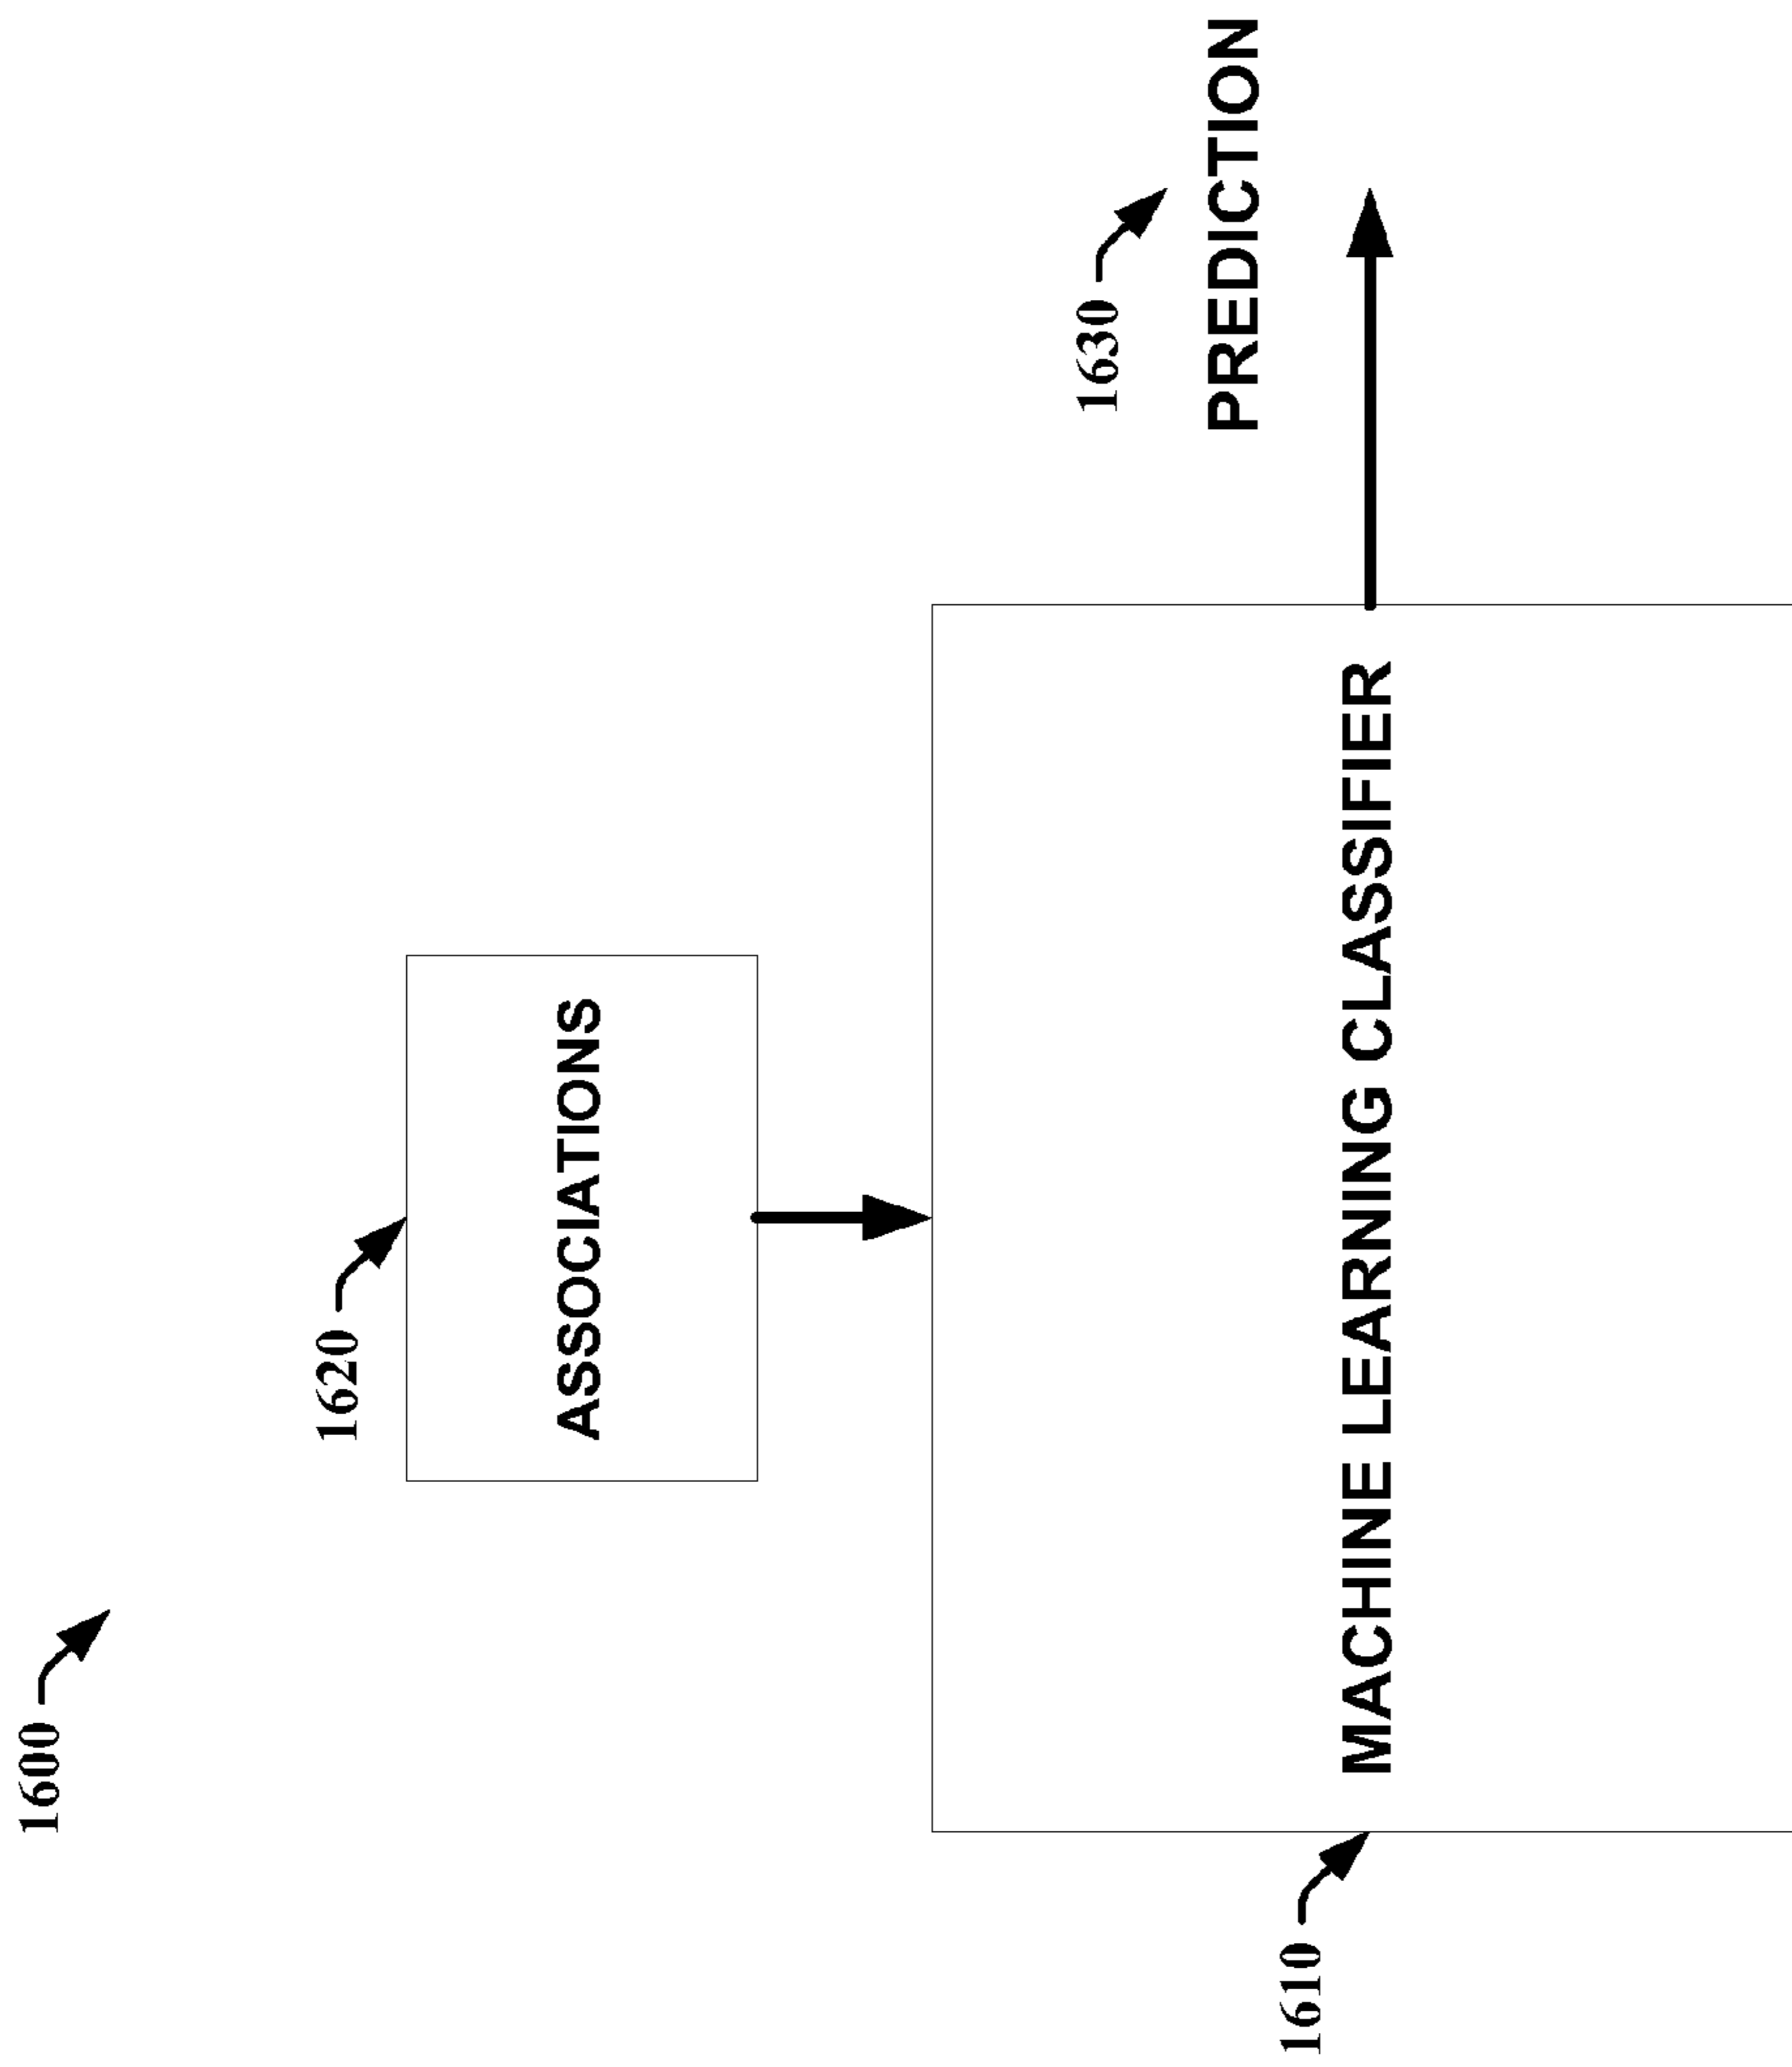 1600
1620
ASSOCIATIONS
1630
PREDICTION
1610
MACHINE LEARNING CLASSIFIER